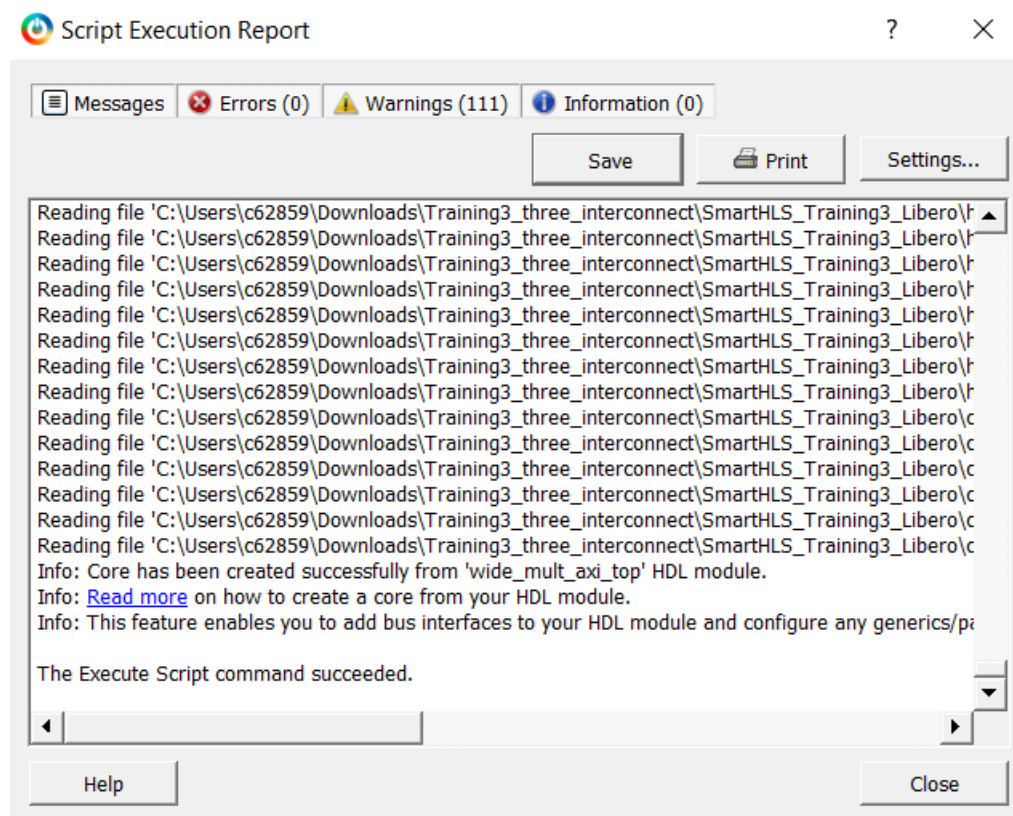 Script Execution Report
? 
Messages Errors (0) Warnings (111) Information (0)
Save Print Settings...
Reading file 'C:\Users\c62859\Downloads\Training3_three_interconnect\SmartHLS_Training3_Libero\h
Reading file 'C:\Users\c62859\Downloads\Training3_three_interconnect\SmartHLS_Training3_Libero\h
Reading file 'C:\Users\c62859\Downloads\Training3_three_interconnect\SmartHLS_Training3_Libero\h
Reading file 'C:\Users\c62859\Downloads\Training3_three_interconnect\SmartHLS_Training3_Libero\h
Reading file 'C:\Users\c62859\Downloads\Training3_three_interconnect\SmartHLS_Training3_Libero\h
Reading file 'C:\Users\c62859\Downloads\Training3_three_interconnect\SmartHLS_Training3_Libero\h
Reading file 'C:\Users\c62859\Downloads\Training3_three_interconnect\SmartHLS_Training3_Libero\h
Reading file 'C:\Users\c62859\Downloads\Training3_three_interconnect\SmartHLS_Training3_Libero\h
Reading file 'C:\Users\c62859\Downloads\Training3_three_interconnect\SmartHLS_Training3_Libero\c
Reading file 'C:\Users\c62859\Downloads\Training3_three_interconnect\SmartHLS_Training3_Libero\c
Reading file 'C:\Users\c62859\Downloads\Training3_three_interconnect\SmartHLS_Training3_Libero\c
Reading file 'C:\Users\c62859\Downloads\Training3_three_interconnect\SmartHLS_Training3_Libero\c
Reading file 'C:\Users\c62859\Downloads\Training3_three_interconnect\SmartHLS_Training3_Libero\c
Reading file 'C:\Users\c62859\Downloads\Training3_three_interconnect\SmartHLS_Training3_Libero\c
Info: Core has been created successfully from 'wide_mult_axi_top' HDL module.
Info: Read more on how to create a core from your HDL module.
Info: This feature enables you to add bus interfaces to your HDL module and configure any generics/pa
The Execute Script command succeeded.
Help Close